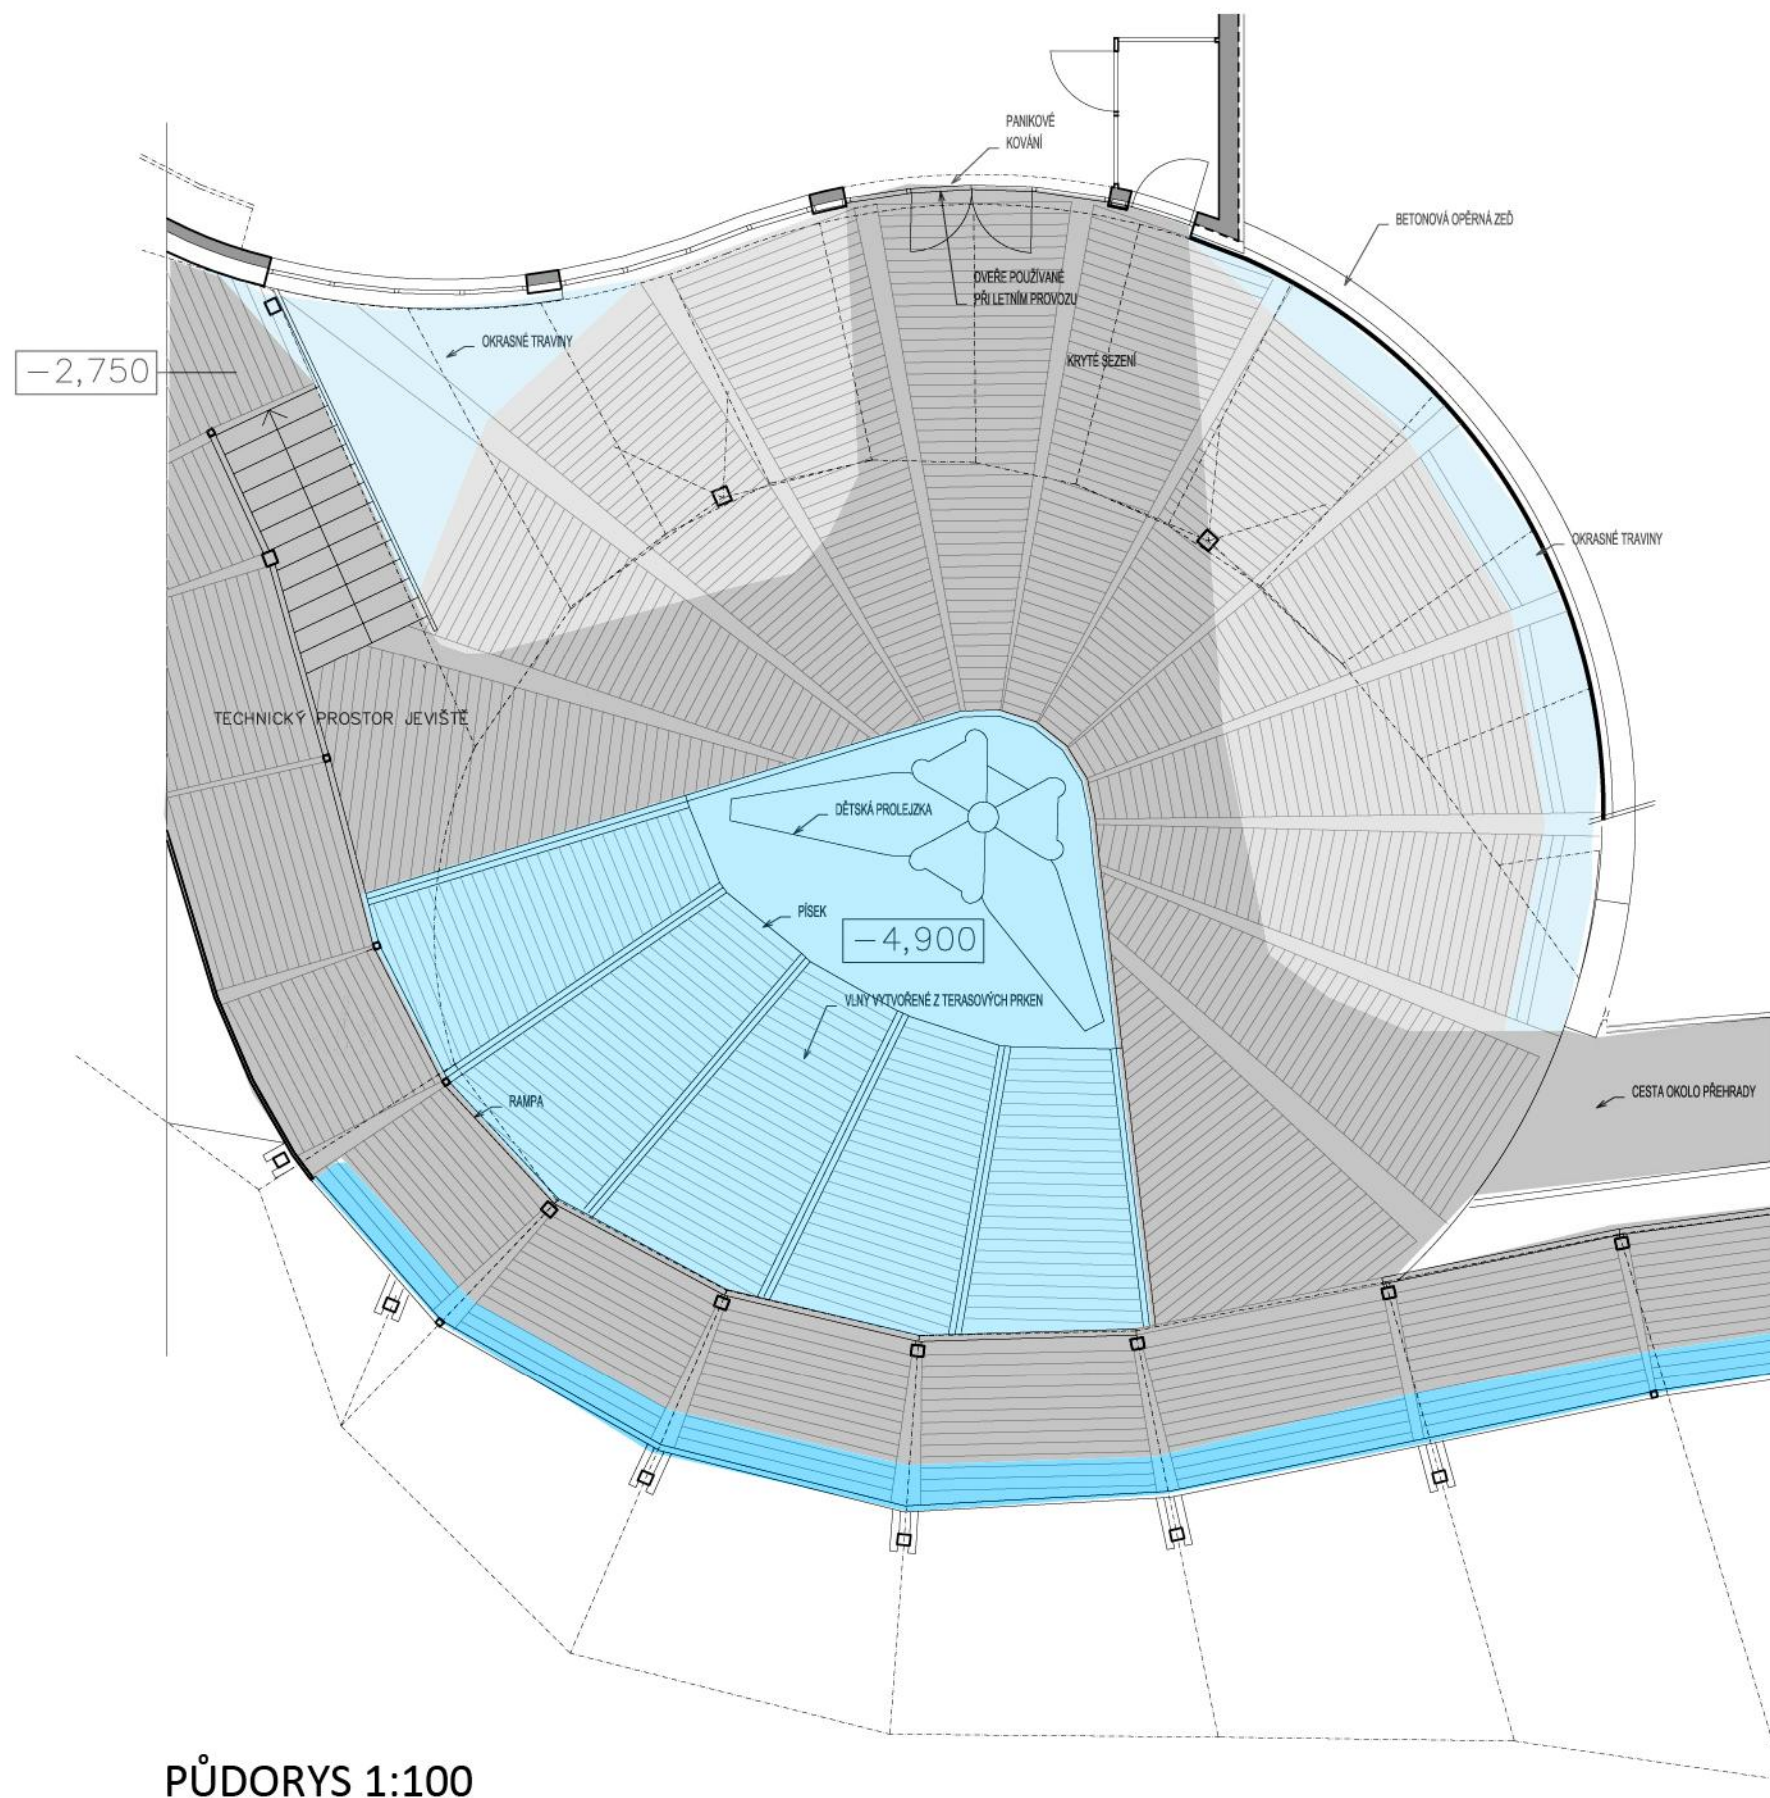 PANIKOVÉ
KOVÁNÍ
BETONOVÁ OPĚRNÁ ZEĎ
DVEŘE POUŽÍVANÉ
PŘI LETNÍM PROVOZU
OKRASNÉ TRAVINY
KRYTÉ SEZENÍ
−2,750
OKRASNÉ TRAVINY
TECHNICKÝ PROSTOR JEVIŠTĚ
DĚTSKÁ PROLEJZKA
PÍSEK
−4,900
VLNY VYTVOŘENÉ Z TERASOVÝCH PRKEN
RAMPA
CESTA OKOLO PŘEHRADY
PŮDORYS 1:100